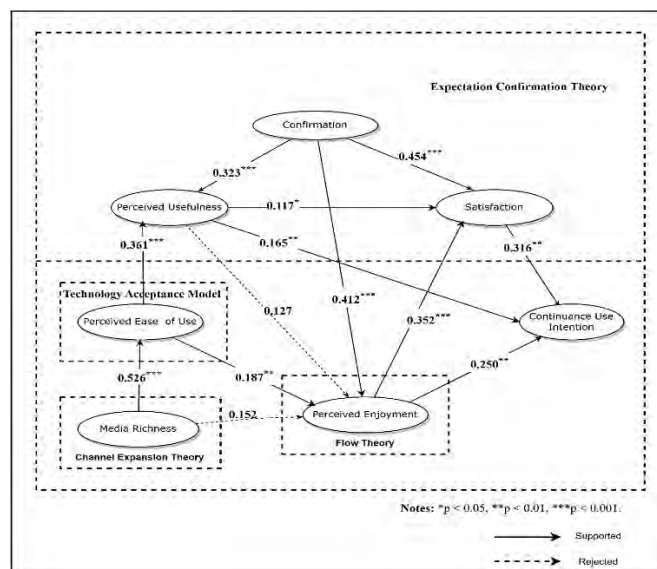 Expectation Confirmation Theory
Confirmation
0.323***
0.454***
Perceived Usefulness
0.117*
Satisfaction
0.165**
0.361***
0.316**
Technology Acceptance Model
0,127
0.412***
0.352***
Continuance Use
Intention
Perceived Ease of Use
0.526***
0.187**
0,250**
0.152
Perceived Enjoyment
Media Richness
Flow Theory
Channel Expansion Theory
Notes: *p < 0.05, **p < 0.01, ***p < 0.001.
Supported
Rejected